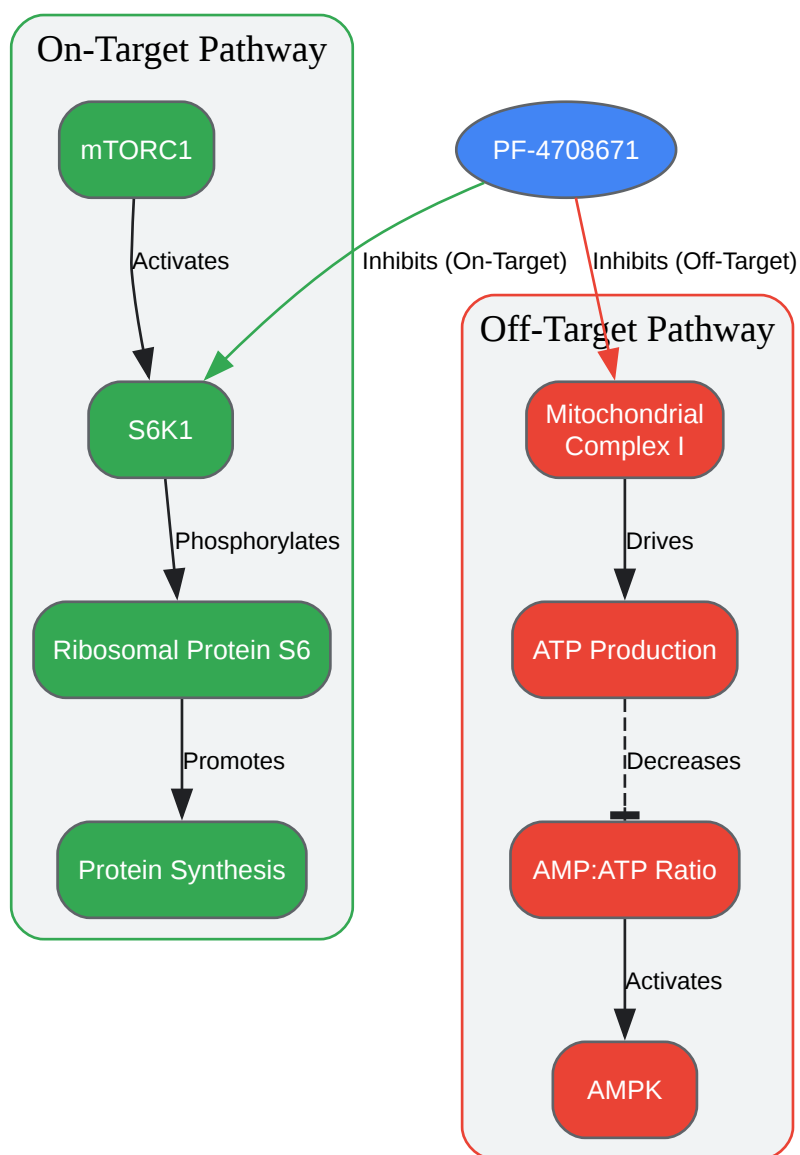 On-Target Pathway
mTORC1
PF-4708671
Activates
Inhibits (On-Target)
Inhibits (Off-Target)
Off-Target Pathway
S6K1
Mitochondrial
Complex I
Phosphorylates
Drives
Ribosomal Protein S6
ATP Production
Promotes
Decreases
Protein Synthesis
AMP:ATP Ratio
Activates
AMPK